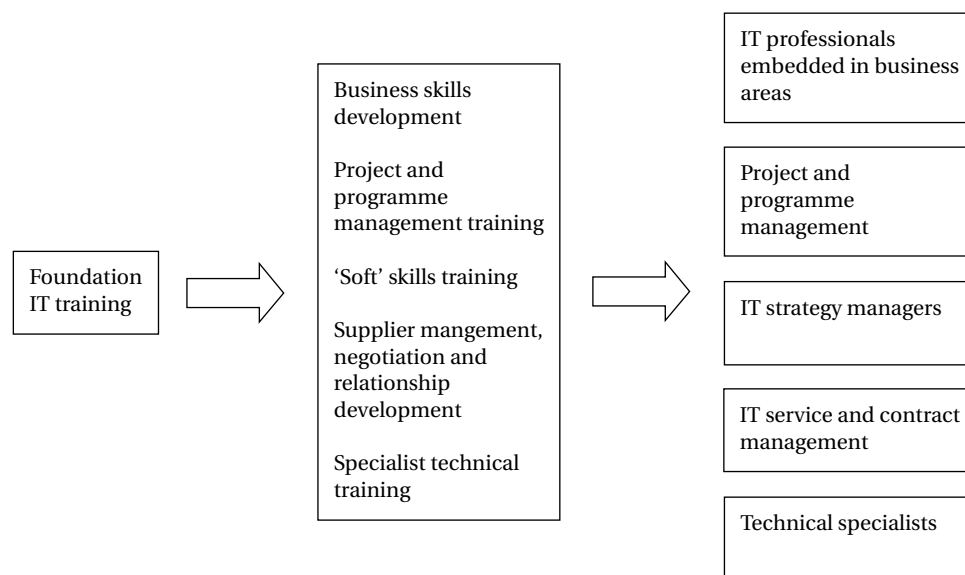 Foundation
IT training
Business skills
development
Project and
programme
management training
‘Soft’ skills training
Supplier mangement,
negotiation and
relationship
development
Specialist technical
training
IT professionals
embedded in business
areas
Project and
programme
management
IT strategy managers
IT service and contract
management
Technical specialists